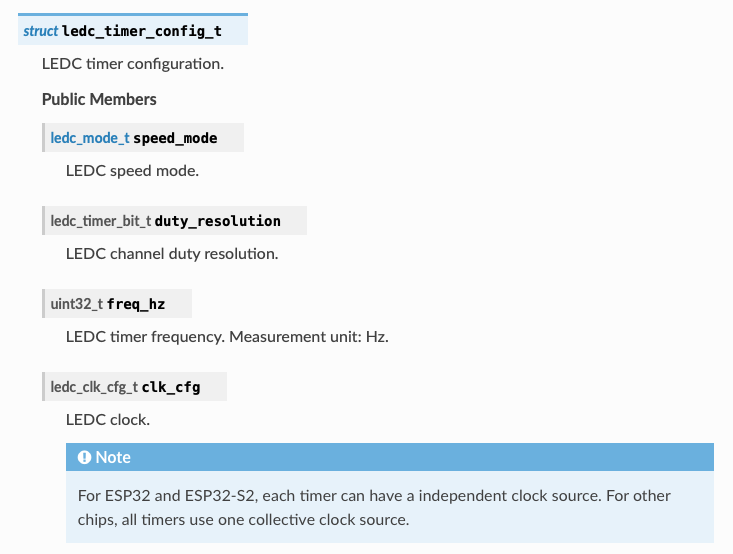 struct ledc_timer_config_t
LEDC timer configuration.
Public Members
ledc_mode_t speed_mode
LEDC speed mode.
ledc_timer_bit_t duty_resolution
LEDC channel duty resolution.
uint32_t freq_hz
LEDC timer frequency. Measurement unit: Hz.
ledc_clk_cfg_t clk_cfg
LEDC clock.
Note
For ESP32 and ESP32-S2, each timer can have a independent clock source. For other
chips, all timers use one collective clock source.